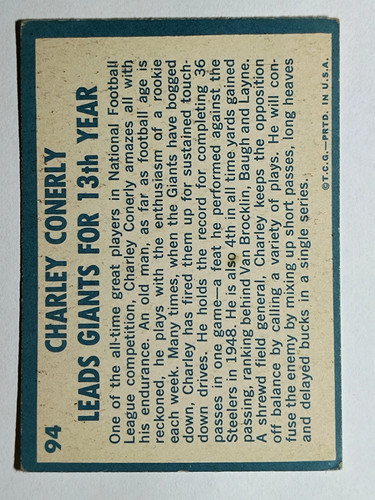 94
CHARLEY CONERLY
LEADS GIANTS FOR 13th YEAR
One of the all-time great players in National Football
League competition, Charley Conerly amazes all with
his endurance. An old man, as far as football age is
reckoned, he plays with the enthusiasm of a rookie
each week. Many times, when the Giants have bogged
down, Charley has fired them up for sustained touch-
down drives. He holds the record for completing 36
passes in one game—a feat he performed against the
Steelers in 1948. He is also 4th in all time yards gained
passing, ranking behind Van Brocklin, Baugh and Layne.
A shrewd field general, Charley keeps the opposition
off balance by calling a variety of plays. He will con-
fuse the enemy by mixing up short passes, long heaves
and delayed bucks in a single series.
©T.C.G.—PRTD. IN U.S.A.